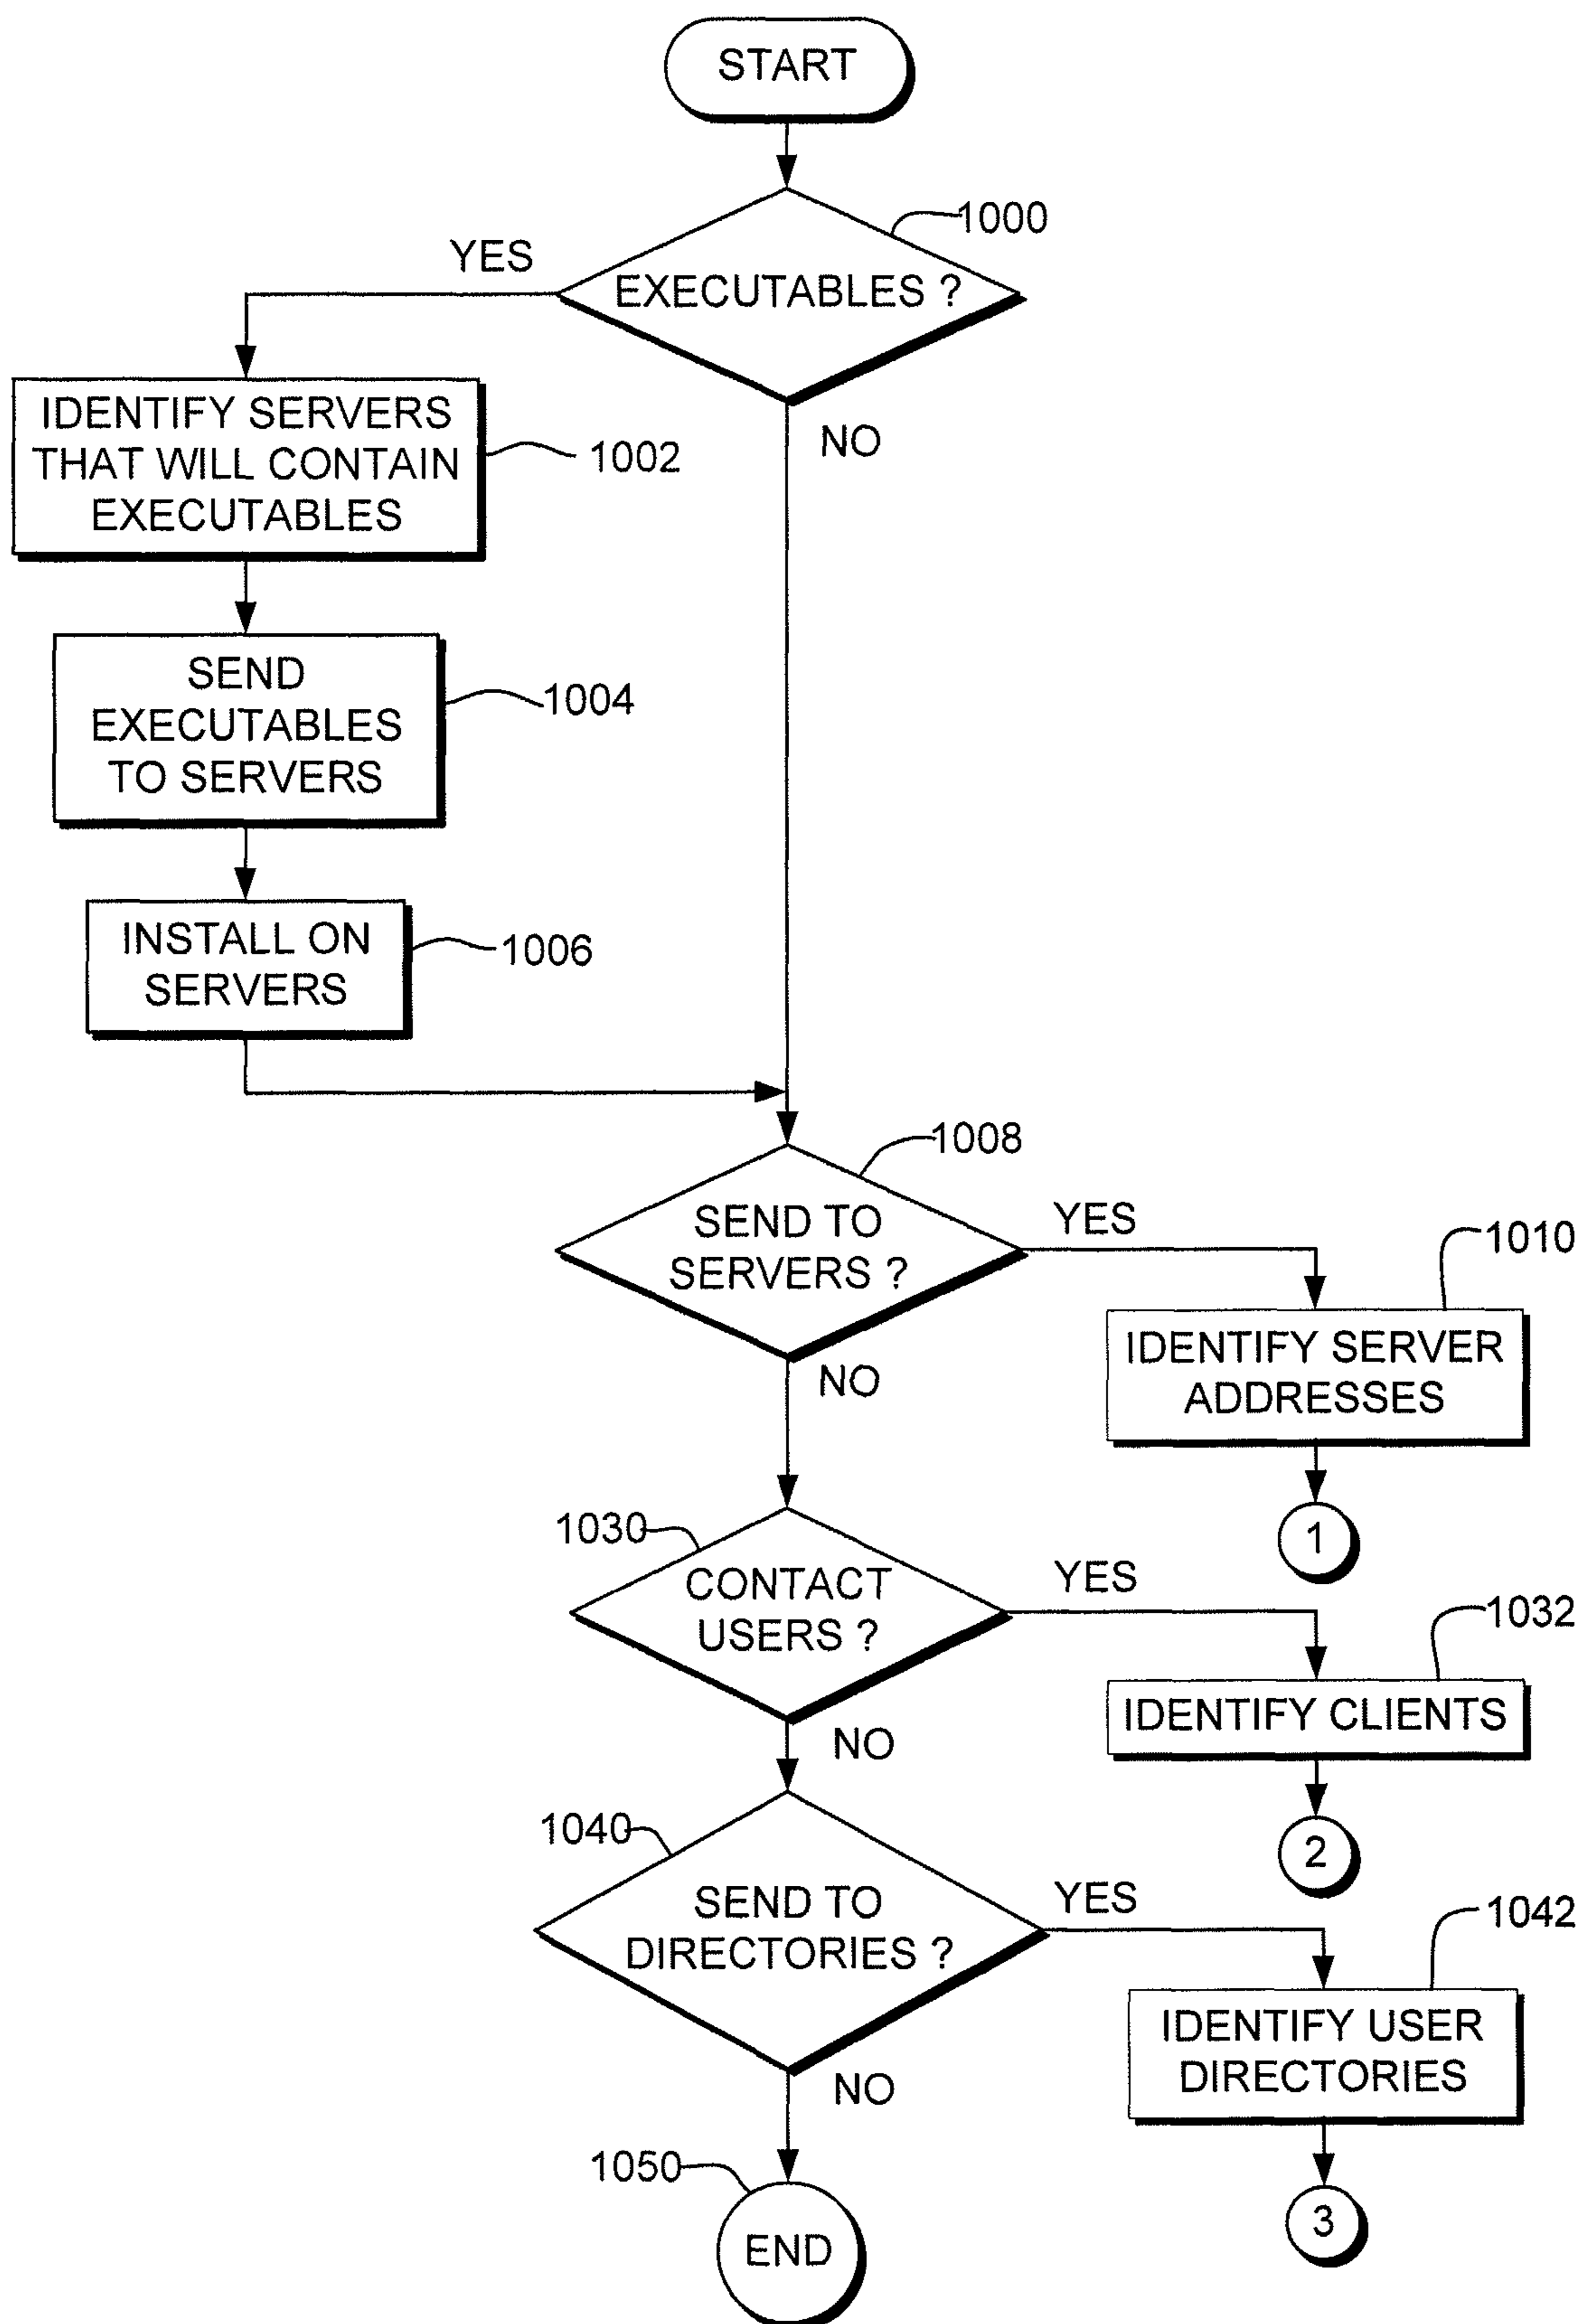 START
1000
YES
EXECUTABLES ?
IDENTIFY SERVERS
THAT WILL CONTAIN
EXECUTABLES
1002
NO
SEND
EXECUTABLES
TO SERVERS
1004
INSTALL ON
SERVERS
1006
1008
SEND TO
SERVERS ?
YES
1010
IDENTIFY SERVER
ADDRESSES
NO
1
1030
CONTACT
USERS ?
YES
1032
IDENTIFY CLIENTS
NO
2
1040
SEND TO
DIRECTORIES ?
YES
1042
IDENTIFY USER
DIRECTORIES
NO
3
1050
END